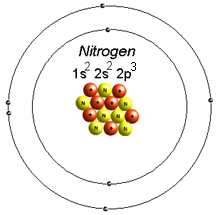 Nitrogen
1s² 2s² 2p³
+ N +
N + + N
+ N + N +
N + N +
N N +